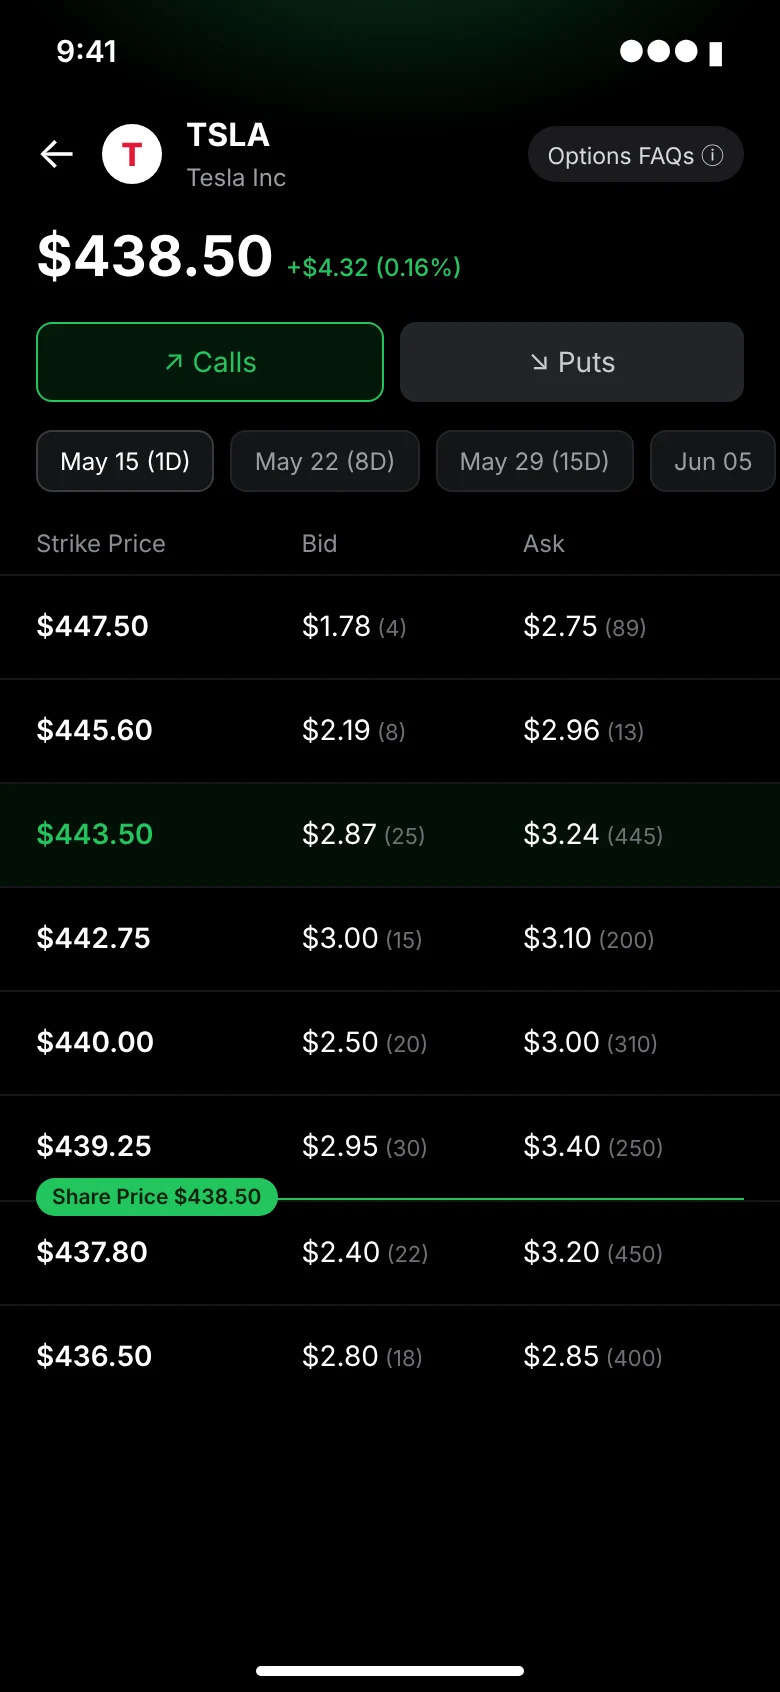 9:41
T
TSLA
Tesla Inc
Options FAQs ⓘ
$438.50 +$4.32 (0.16%)
↗ Calls
↘ Puts
May 15 (1D) May 22 (8D) May 29 (15D) Jun 05
Strike Price Bid Ask
$447.50 $1.78 (4) $2.75 (89)
$445.60 $2.19 (8) $2.96 (13)
$443.50 $2.87 (25) $3.24 (445)
$442.75 $3.00 (15) $3.10 (200)
$440.00 $2.50 (20) $3.00 (310)
$439.25 $2.95 (30) $3.40 (250)
Share Price $438.50
$437.80 $2.40 (22) $3.20 (450)
$436.50 $2.80 (18) $2.85 (400)